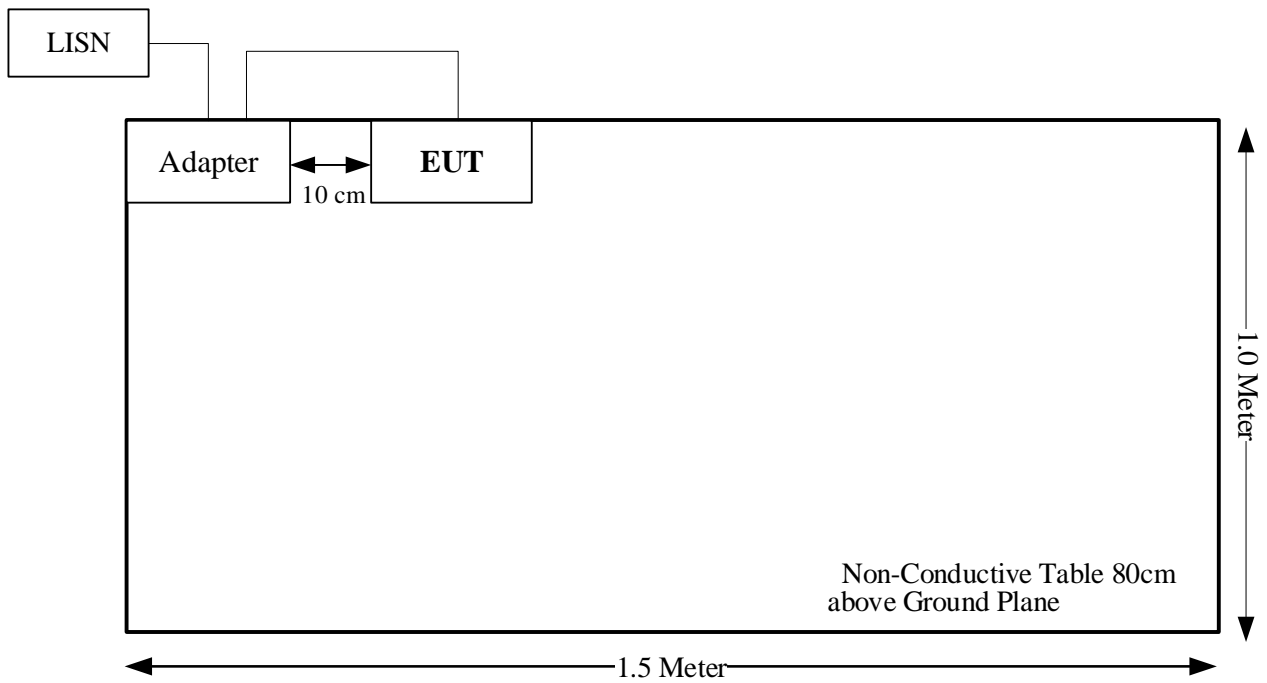 LISN
Adapter
EUT
10 cm
1.0 Meter
Non-Conductive Table 80cm
above Ground Plane
1.5 Meter